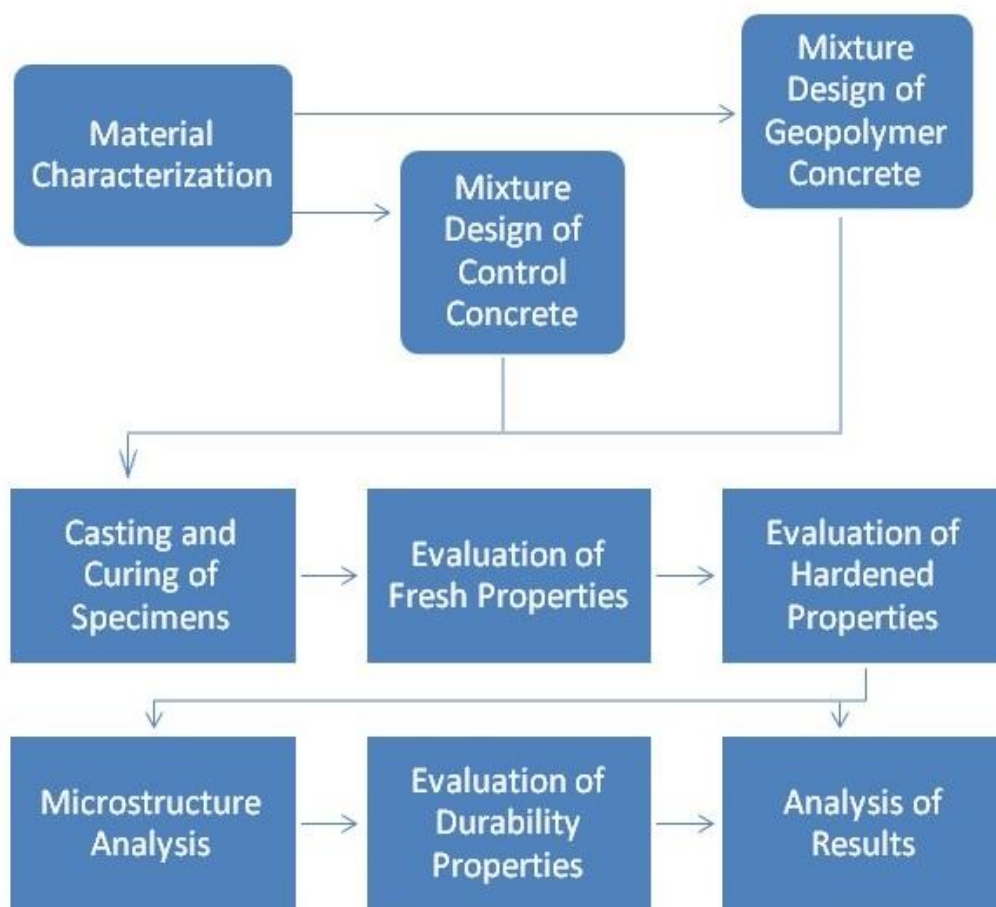 Material
Characterization
Mixture
Design of
Geopolymer
Concrete
Mixture
Design of
Control
Concrete
Casting and
Curing of
Specimens
Evaluation of
Fresh Properties
Evaluation of
Hardened
Properties
Microstructure
Analysis
Evaluation of
Durability
Properties
Analysis of
Results